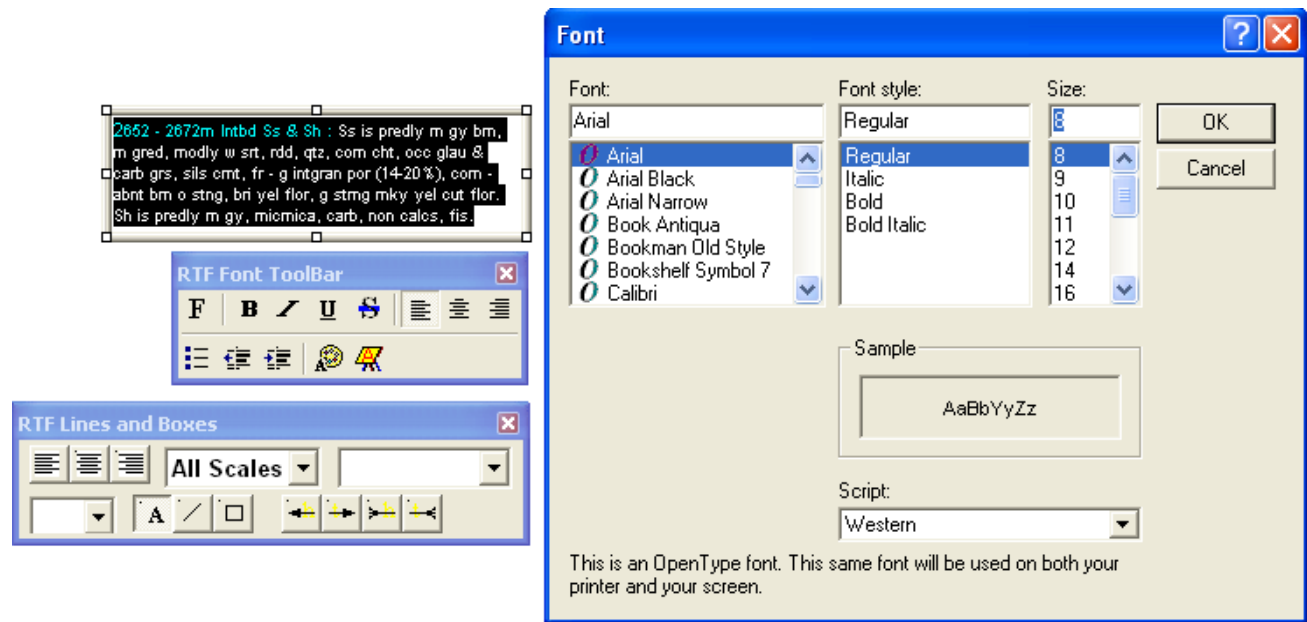 2652 - 2672m Intbd Ss & Sh : Ss is predly m gy brn,
m gred, modly w srt, rdd, qtz, com cht, occ glau &
carb grs, sils cmt, fr - g intgran por (14-20%), com -
abnt brn o stng, bri yel flor, g strng mky yel cut flor.
Sh is predly m gy, micmica, carb, non calcs, fis.
RTF Font ToolBar
F B I U S
A A
RTF Lines and Boxes
All Scales
A
Font
Font:
Arial
Arial
Arial Black
Arial Narrow
Book Antiqua
Bookman Old Style
Bookshelf Symbol 7
Calibri
Font style:
Regular
Regular
Italic
Bold
Bold Italic
Size:
8
8
9
10
11
12
14
16
OK
Cancel
Sample
AaBbYyZz
Script:
Western
This is an OpenType font. This same font will be used on both your
printer and your screen.